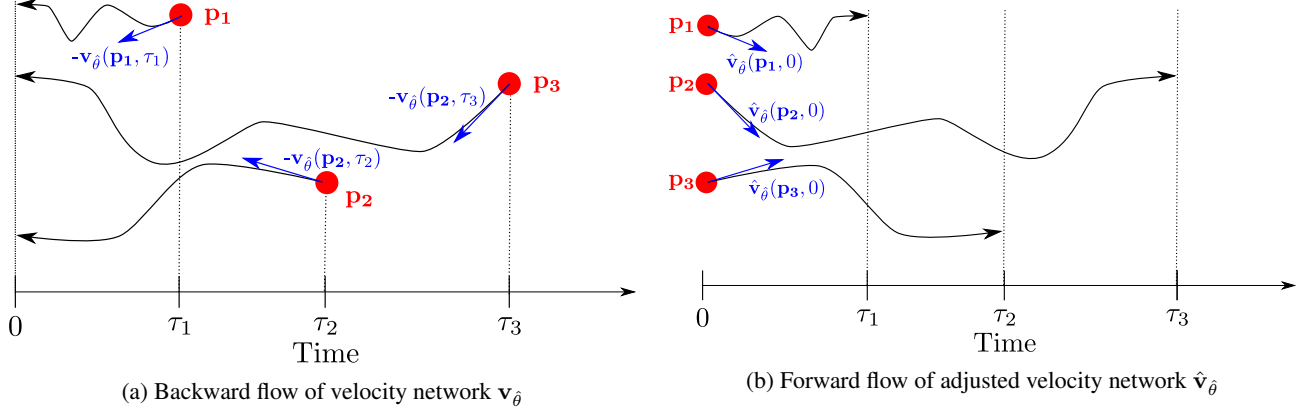 p₁
-v_θ̂(p₁, τ₁)
p₃
-v_θ̂(p₂, τ₃)
-v_θ̂(p₂, τ₂)
p₂
0 τ₁ τ₂ τ₃
Time
(a) Backward flow of velocity network v_θ̂
p₁
v̂_θ̂(p₁, 0)
p₂
v̂_θ̂(p₂, 0)
p₃
v̂_θ̂(p₃, 0)
0 τ₁ τ₂ τ₃
Time
(b) Forward flow of adjusted velocity network v̂_θ̂